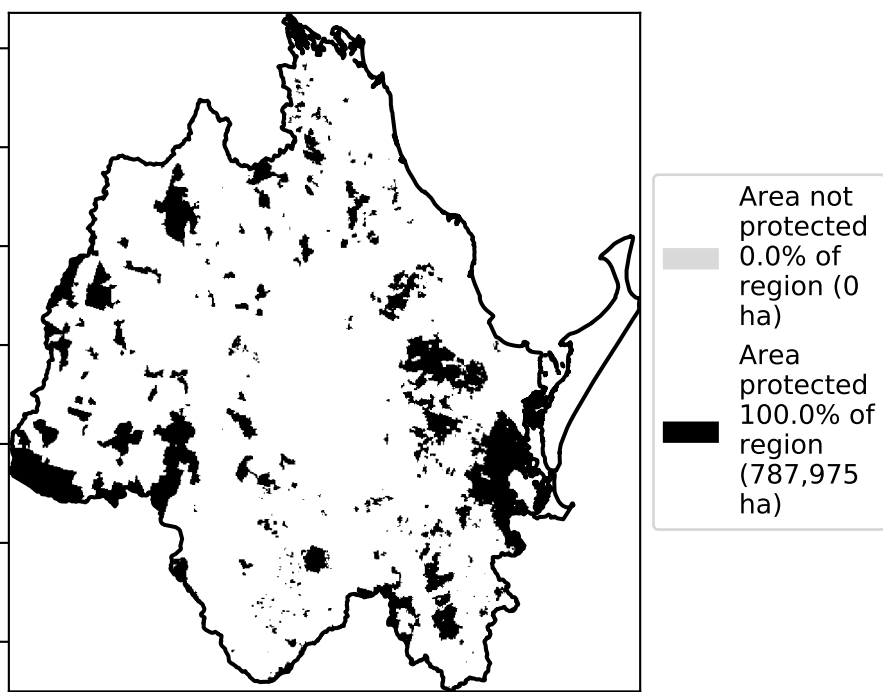 Area not
protected
0.0% of
region (0
ha)
Area
protected
100.0% of
region
(787,975
ha)